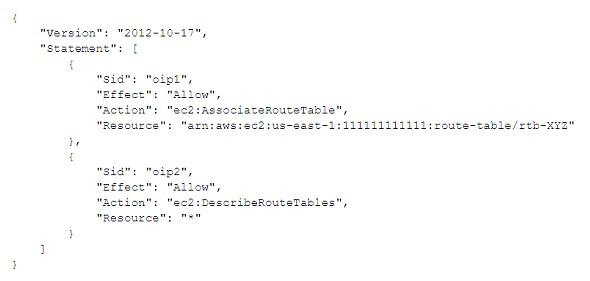 {
    "Version": "2012-10-17",
    "Statement": [
        {
            "Sid": "oip1",
            "Effect": "Allow",
            "Action": "ec2:AssociateRouteTable",
            "Resource": "arn:aws:ec2:us-east-1:111111111111:route-table/rtb-XYZ"
        },
        {
            "Sid": "oip2",
            "Effect": "Allow",
            "Action": "ec2:DescribeRouteTables",
            "Resource": "*"
        }
    ]
}